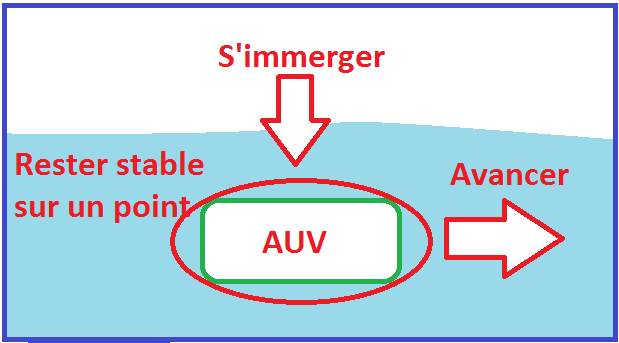 S'immerger
Rester stable
sur un point
Avancer
AUV